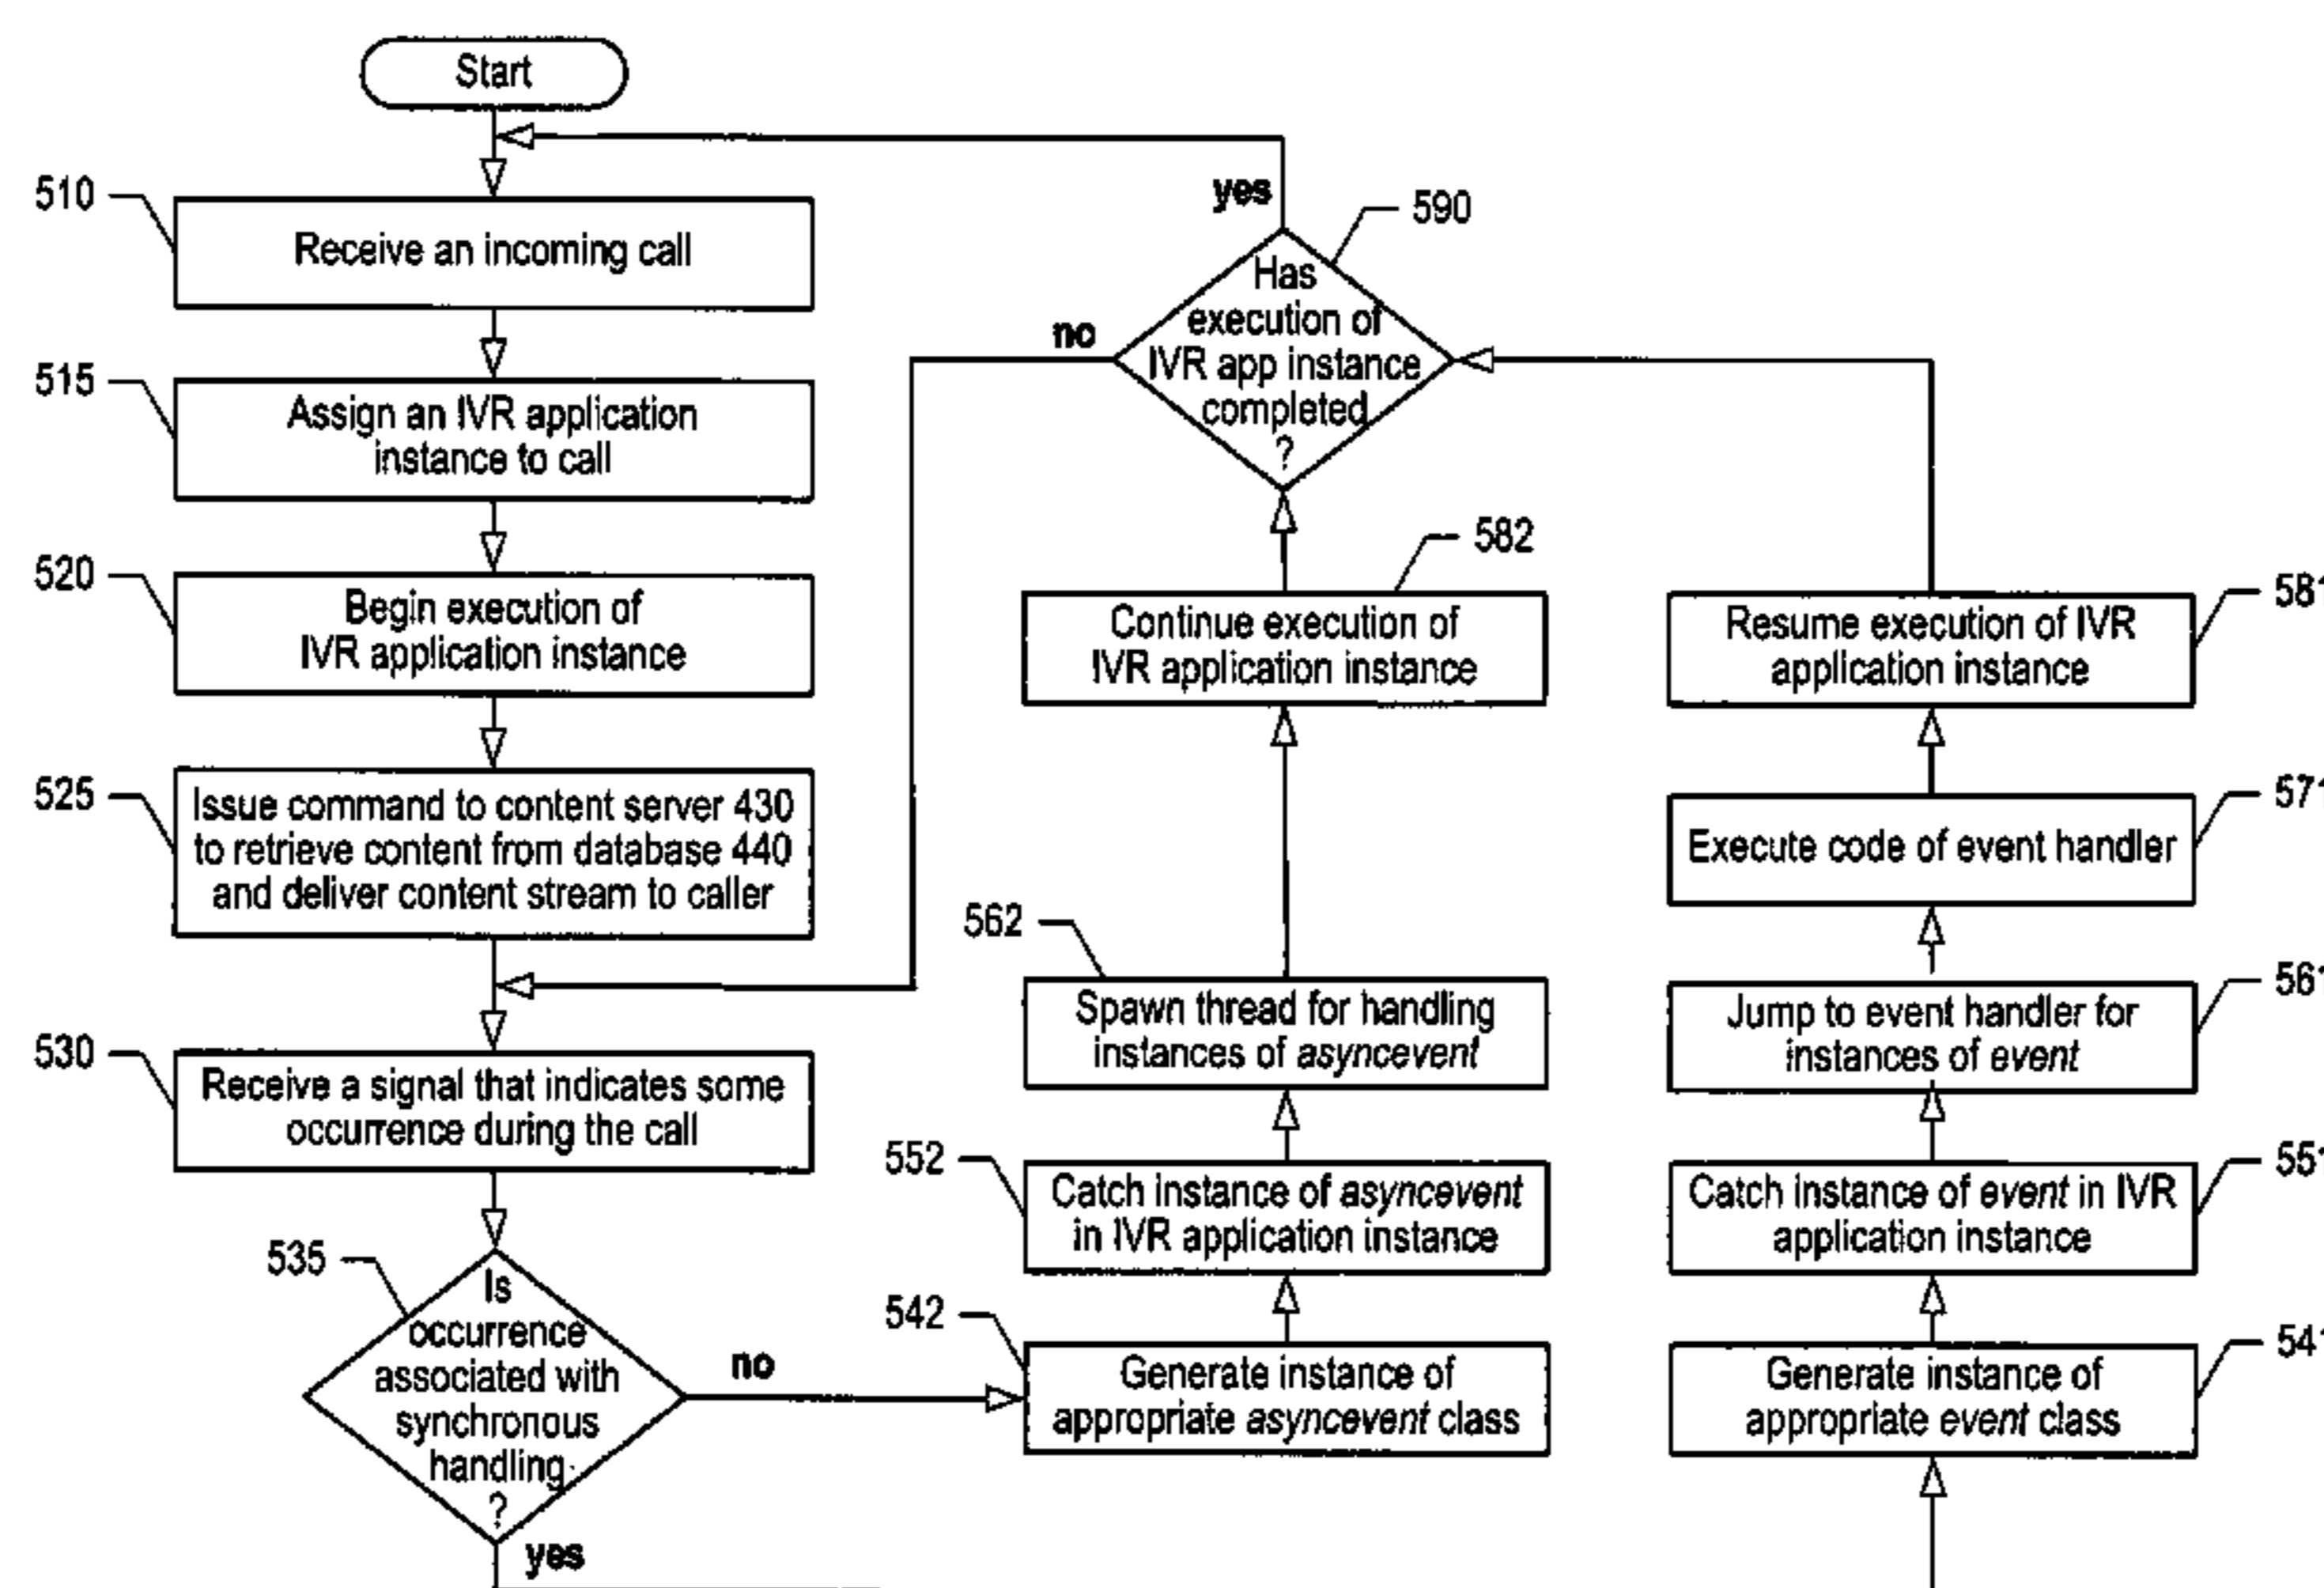 Start
510
Receive an incoming call
515
Assign an IVR application
instance to call
520
Begin execution of
IVR application instance
525
Issue command to content server 430
to retrieve content from database 440
and deliver content stream to caller
530
Receive a signal that indicates some
occurrence during the call
535
Is
occurrence
associated with
synchronous
handling
?
no
yes
yes
590
Has
execution of
IVR app instance
completed
?
no
582
Continue execution of
IVR application instance
562
Spawn thread for handling
instances of asyncevent
552
Catch instance of asyncevent
in IVR application instance
542
Generate instance of
appropriate asyncevent class
581
Resume execution of IVR
application instance
571
Execute code of event handler
561
Jump to event handler for
instances of event
551
Catch instance of event in IVR
application instance
541
Generate instance of
appropriate event class